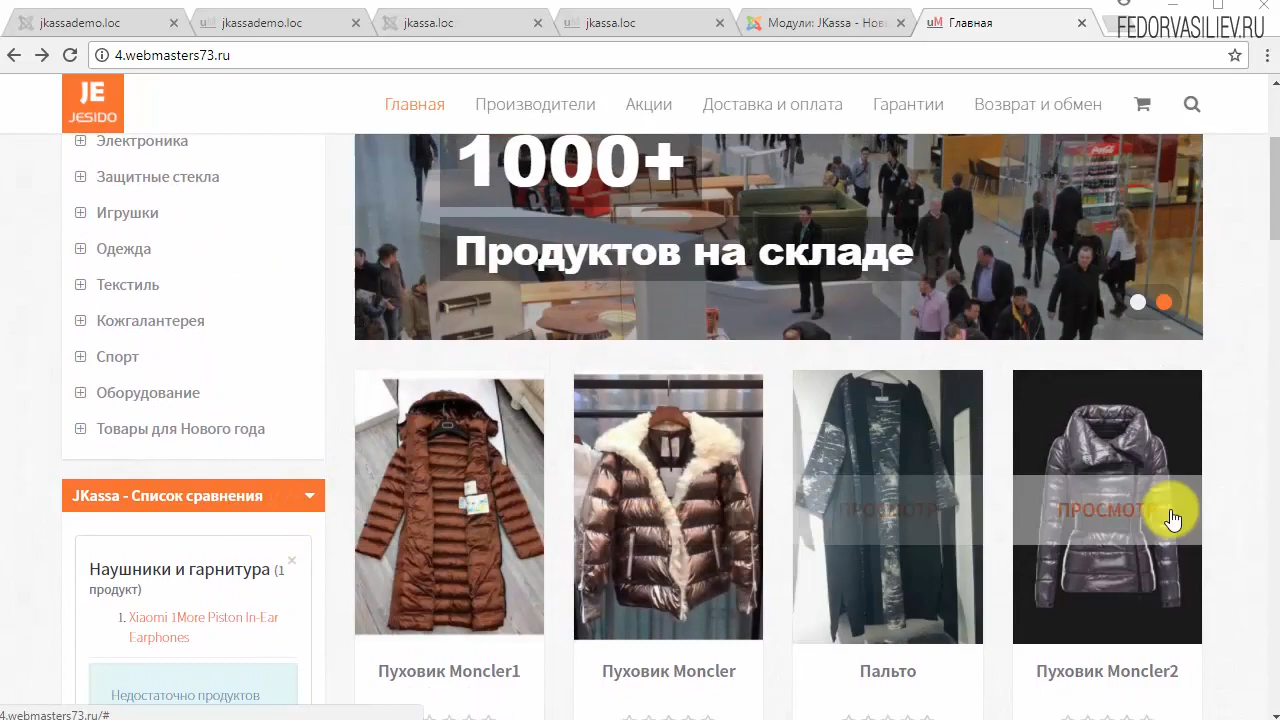 jkassademo.loc
jkassademo.loc
jkassa.loc
jkassa.loc
Модули: JKassa - Нов
uM Главная
FEDORVASILIEV.RU
4.webmasters73.ru
JE
JESIDO
Главная
Производители
Акции
Доставка и оплата
Гарантии
Возврат и обмен
Электроника
Защитные стекла
Игрушки
Одежда
Текстиль
Кожгалантерея
Спорт
Оборудование
Товары для Нового года
1000+
Продуктов на складе
JKassa - Список сравнения
Наушники и гарнитура (1
продукт)
1. Xiaomi 1More Piston In-Ear
Earphones
Недостаточно продуктов
ПРОСМОТР
ПРОСМОТР
Пуховик Moncler1
Пуховик Moncler
Пальто
Пуховик Moncler2
4.webmasters73.ru/#